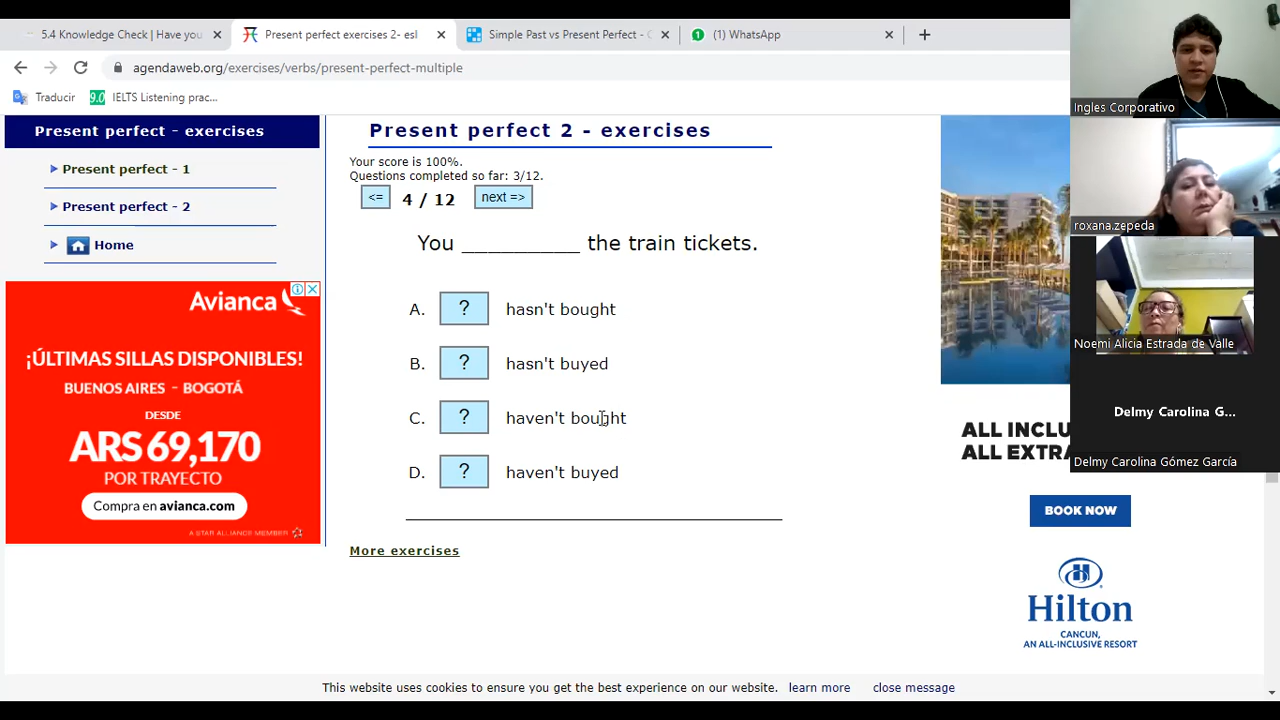 5.4 Knowledge Check | Have you
Present perfect exercises 2- esl
Simple Past vs Present Perfect - C
(1) WhatsApp
agendaweb.org/exercises/verbs/present-perfect-multiple
Traducir
9.0 IELTS Listening prac...
Present perfect - exercises
Present perfect - 1
Present perfect - 2
Home
Avianca
¡ÚLTIMAS SILLAS DISPONIBLES!
BUENOS AIRES - BOGOTÁ
DESDE
ARS 69,170
POR TRAYECTO
Compra en avianca.com
A STAR ALLIANCE MEMBER
Present perfect 2 - exercises
Your score is 100%.
Questions completed so far: 3/12.
<= 4 / 12 next =>
You _________ the train tickets.
A. ? hasn't bought
B. ? hasn't buyed
C. ? haven't bought
D. ? haven't buyed
More exercises
ALL INCLU
ALL EXTRA
BOOK NOW
Hilton
CANCUN,
AN ALL-INCLUSIVE RESORT
This website uses cookies to ensure you get the best experience on our website. learn more close message
Ingles Corporativo
roxana.zepeda
Noemi Alicia Estrada de Valle
Delmy Carolina G...
Delmy Carolina Gómez García